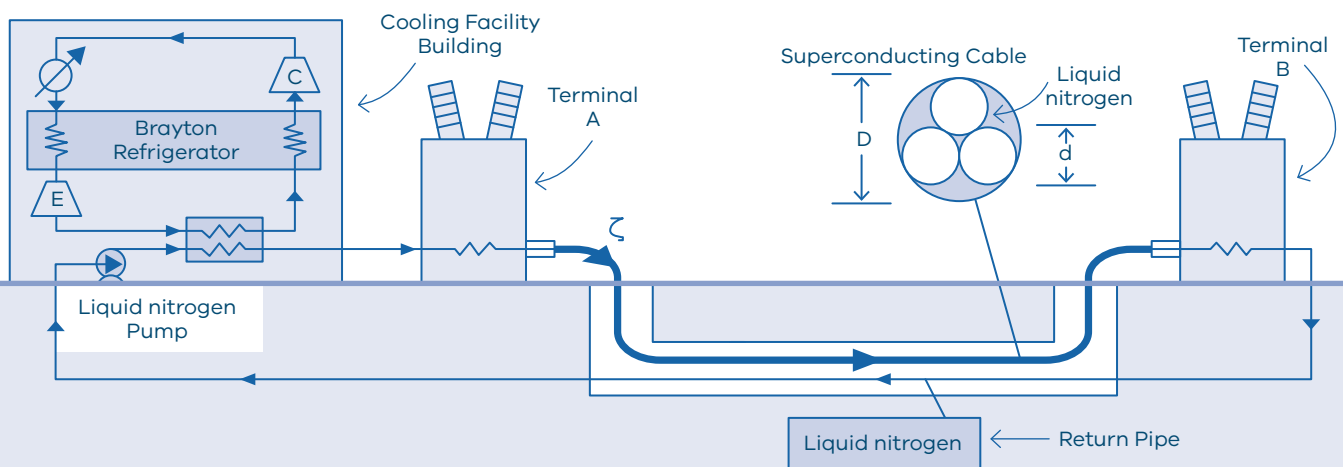 Cooling Facility
Building
Superconducting Cable
Terminal
B
Liquid
nitrogen
C
Terminal
A
Brayton
Refrigerator
D
d
E
ζ
Liquid nitrogen
Pump
Liquid nitrogen
Return Pipe